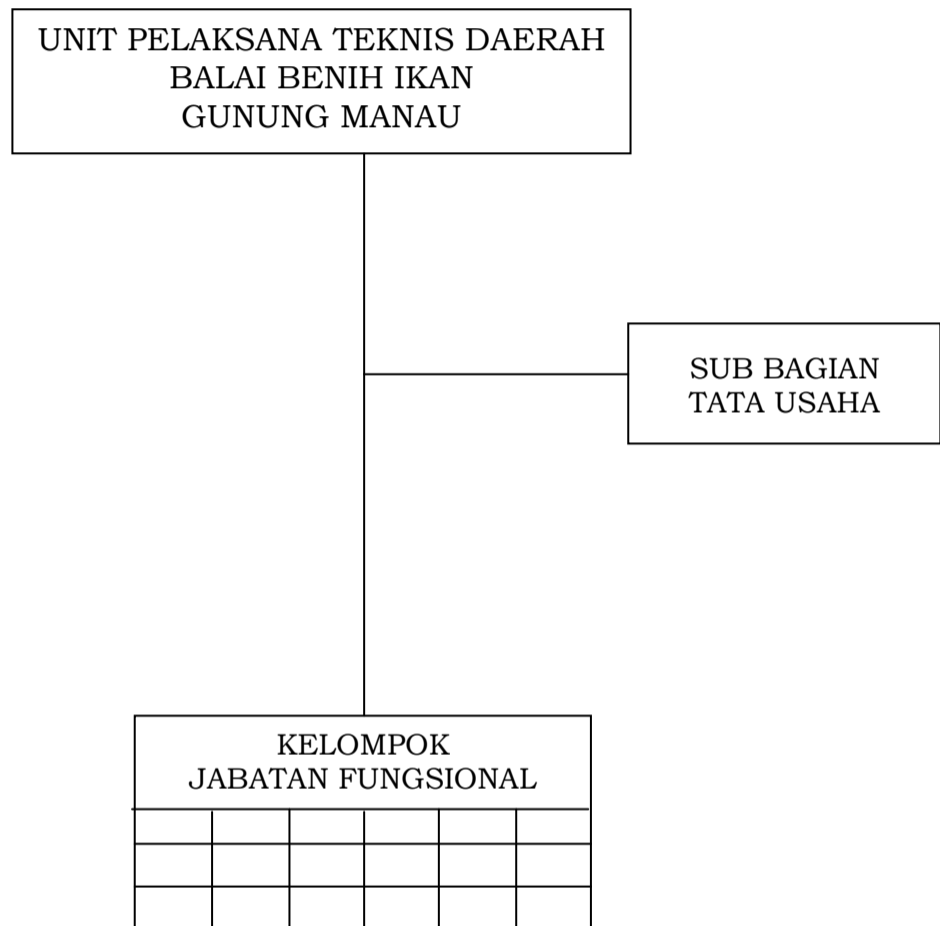 UNIT PELAKSANA TEKNIS DAERAH
BALAI BENIH IKAN
GUNUNG MANAU
SUB BAGIAN
TATA USAHA
KELOMPOK
JABATAN FUNGSIONAL